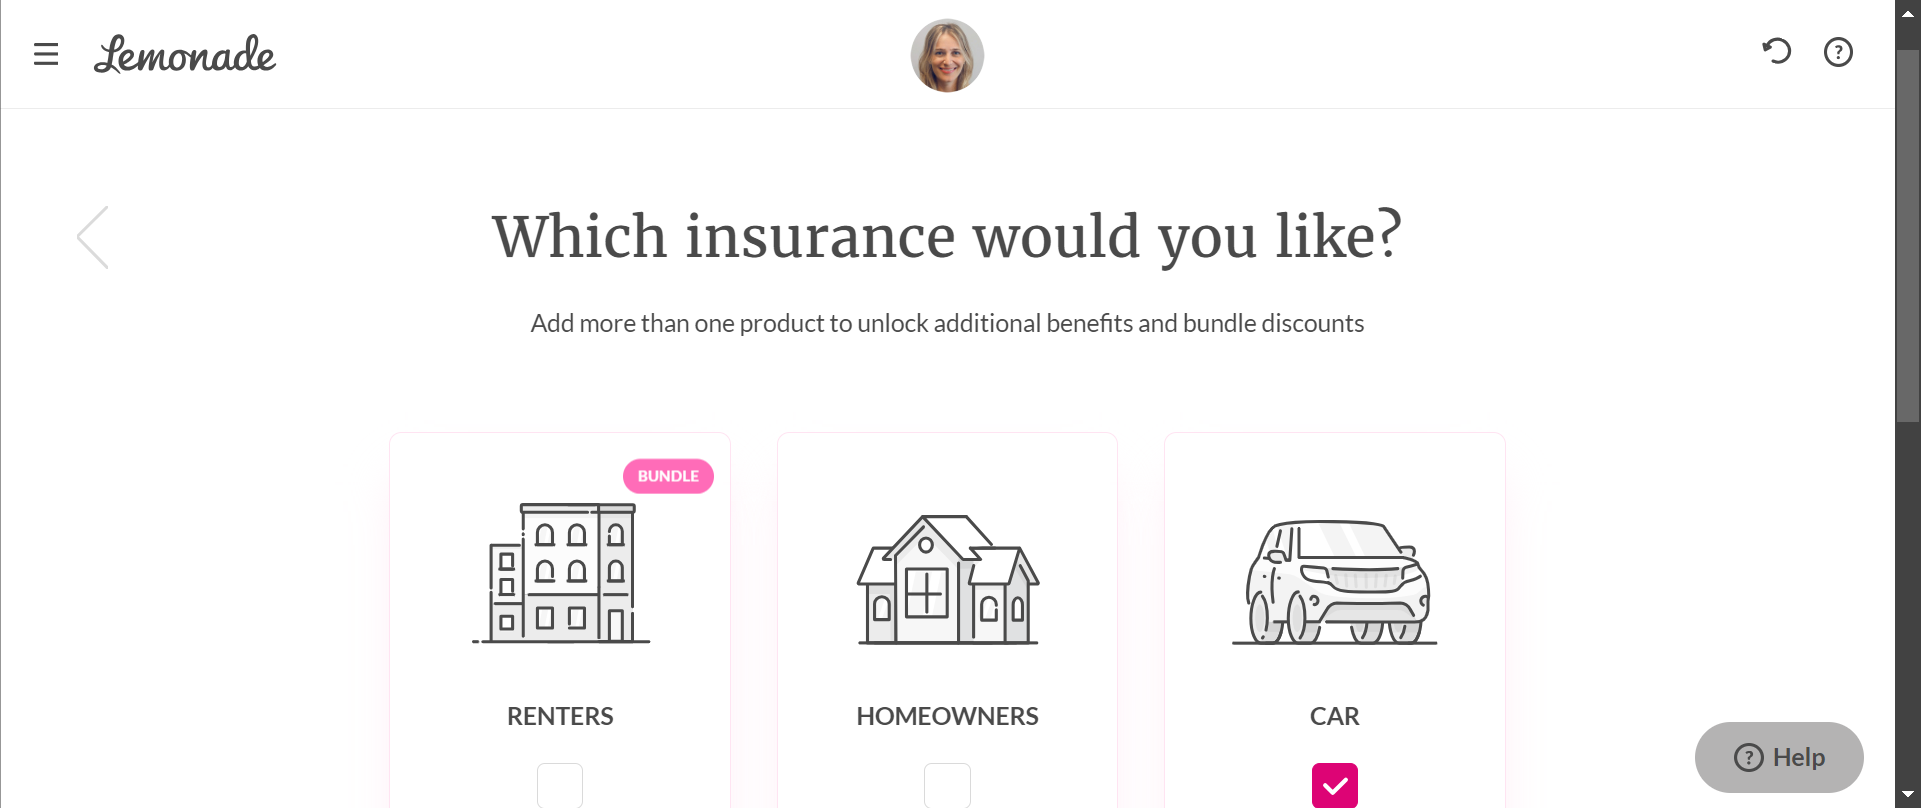 Lemonade
Which insurance would you like?
Add more than one product to unlock additional benefits and bundle discounts
BUNDLE
RENTERS
HOMEOWNERS
CAR
? Help